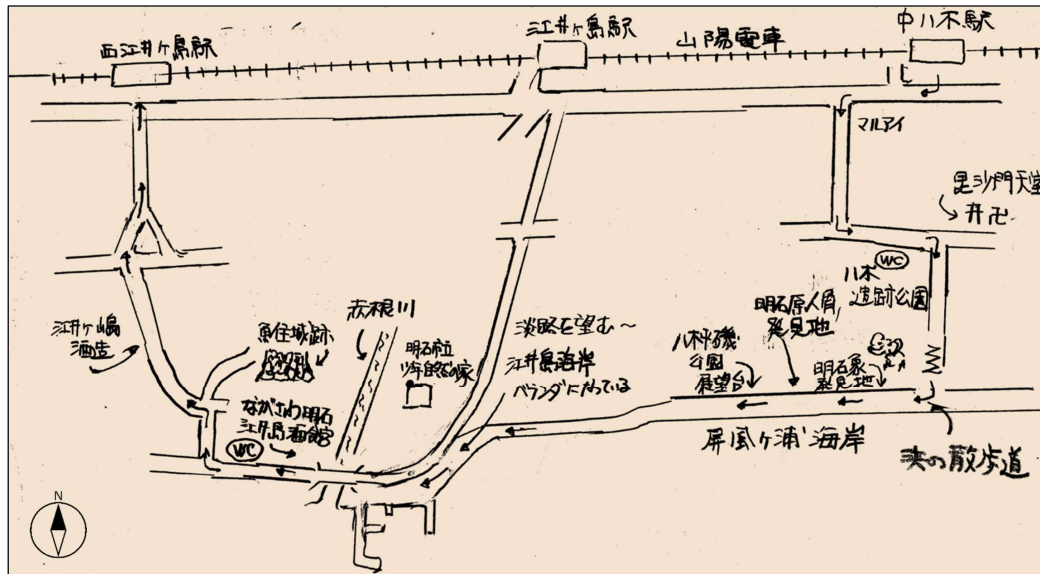 西江井ヶ島駅
江井ヶ島駅
山陽電車
中八木駅
マルアイ
毘沙門天堂
卍
WC
八木
遺跡公園
明石原人骨
発見地
八木磯
公園
展望台
明石象
発見地
屏風ヶ浦海岸
浜の散歩道
淡路を望む〜
江井島海岸
ベランダになっている
赤根川
明石市立
少年自然の家
魚住城跡
江井ヶ嶋
酒造
ながさわ明石
江井島酒館
WC
N